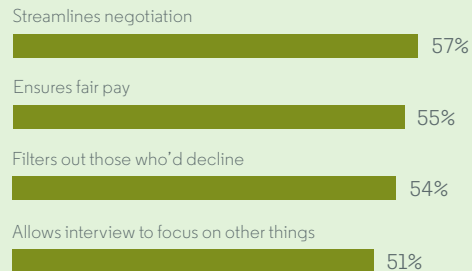 Streamlines negotiation
57%
Ensures fair pay
55%
Filters out those who'd decline
54%
Allows interview to focus on other things
51%